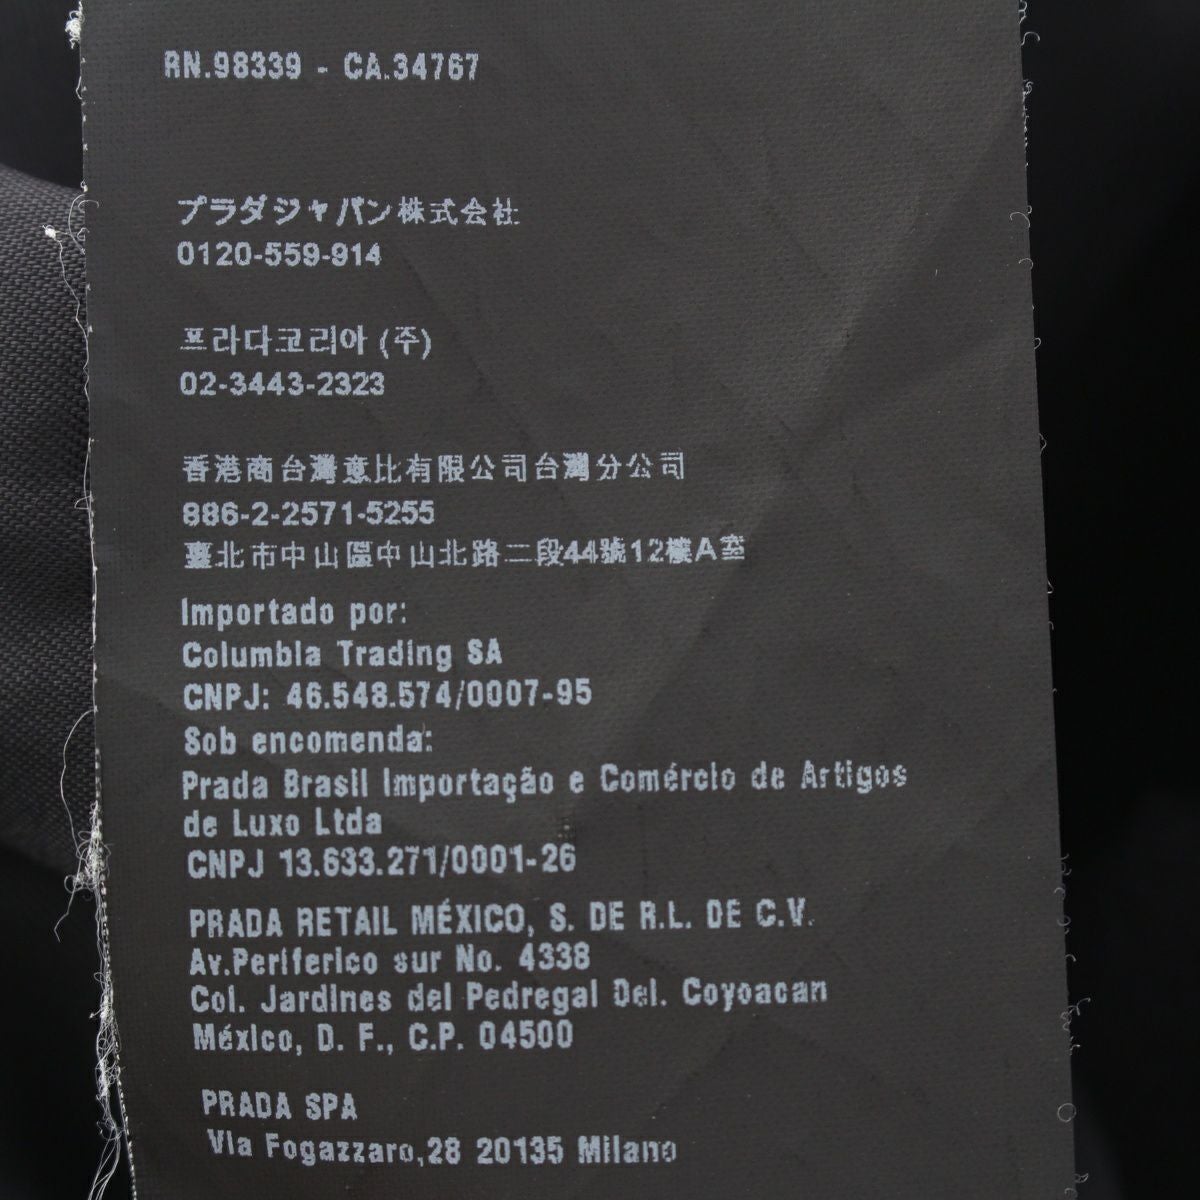 RN.98339 - CA.34767
プラダジャパン株式会社
0120-559-914
프라다코리아 (주)
02-3443-2323
香港商台灣意比有限公司台灣分公司
886-2-2571-5255
臺北市中山區中山北路二段44號12樓A室
Importado por:
Columbia Trading SA
CNPJ: 46.548.574/0007-95
Sob encomenda:
Prada Brasil Importação e Comércio de Artigos
de Luxo Ltda
CNPJ 13.633.271/0001-26
PRADA RETAIL MÉXICO, S. DE R.L. DE C.V.
Av.Periferico sur No. 4338
Col. Jardines del Pedregal Del. Coyoacan
México, D. F., C.P. 04500
PRADA SPA
Via Fogazzaro,28 20135 Milano